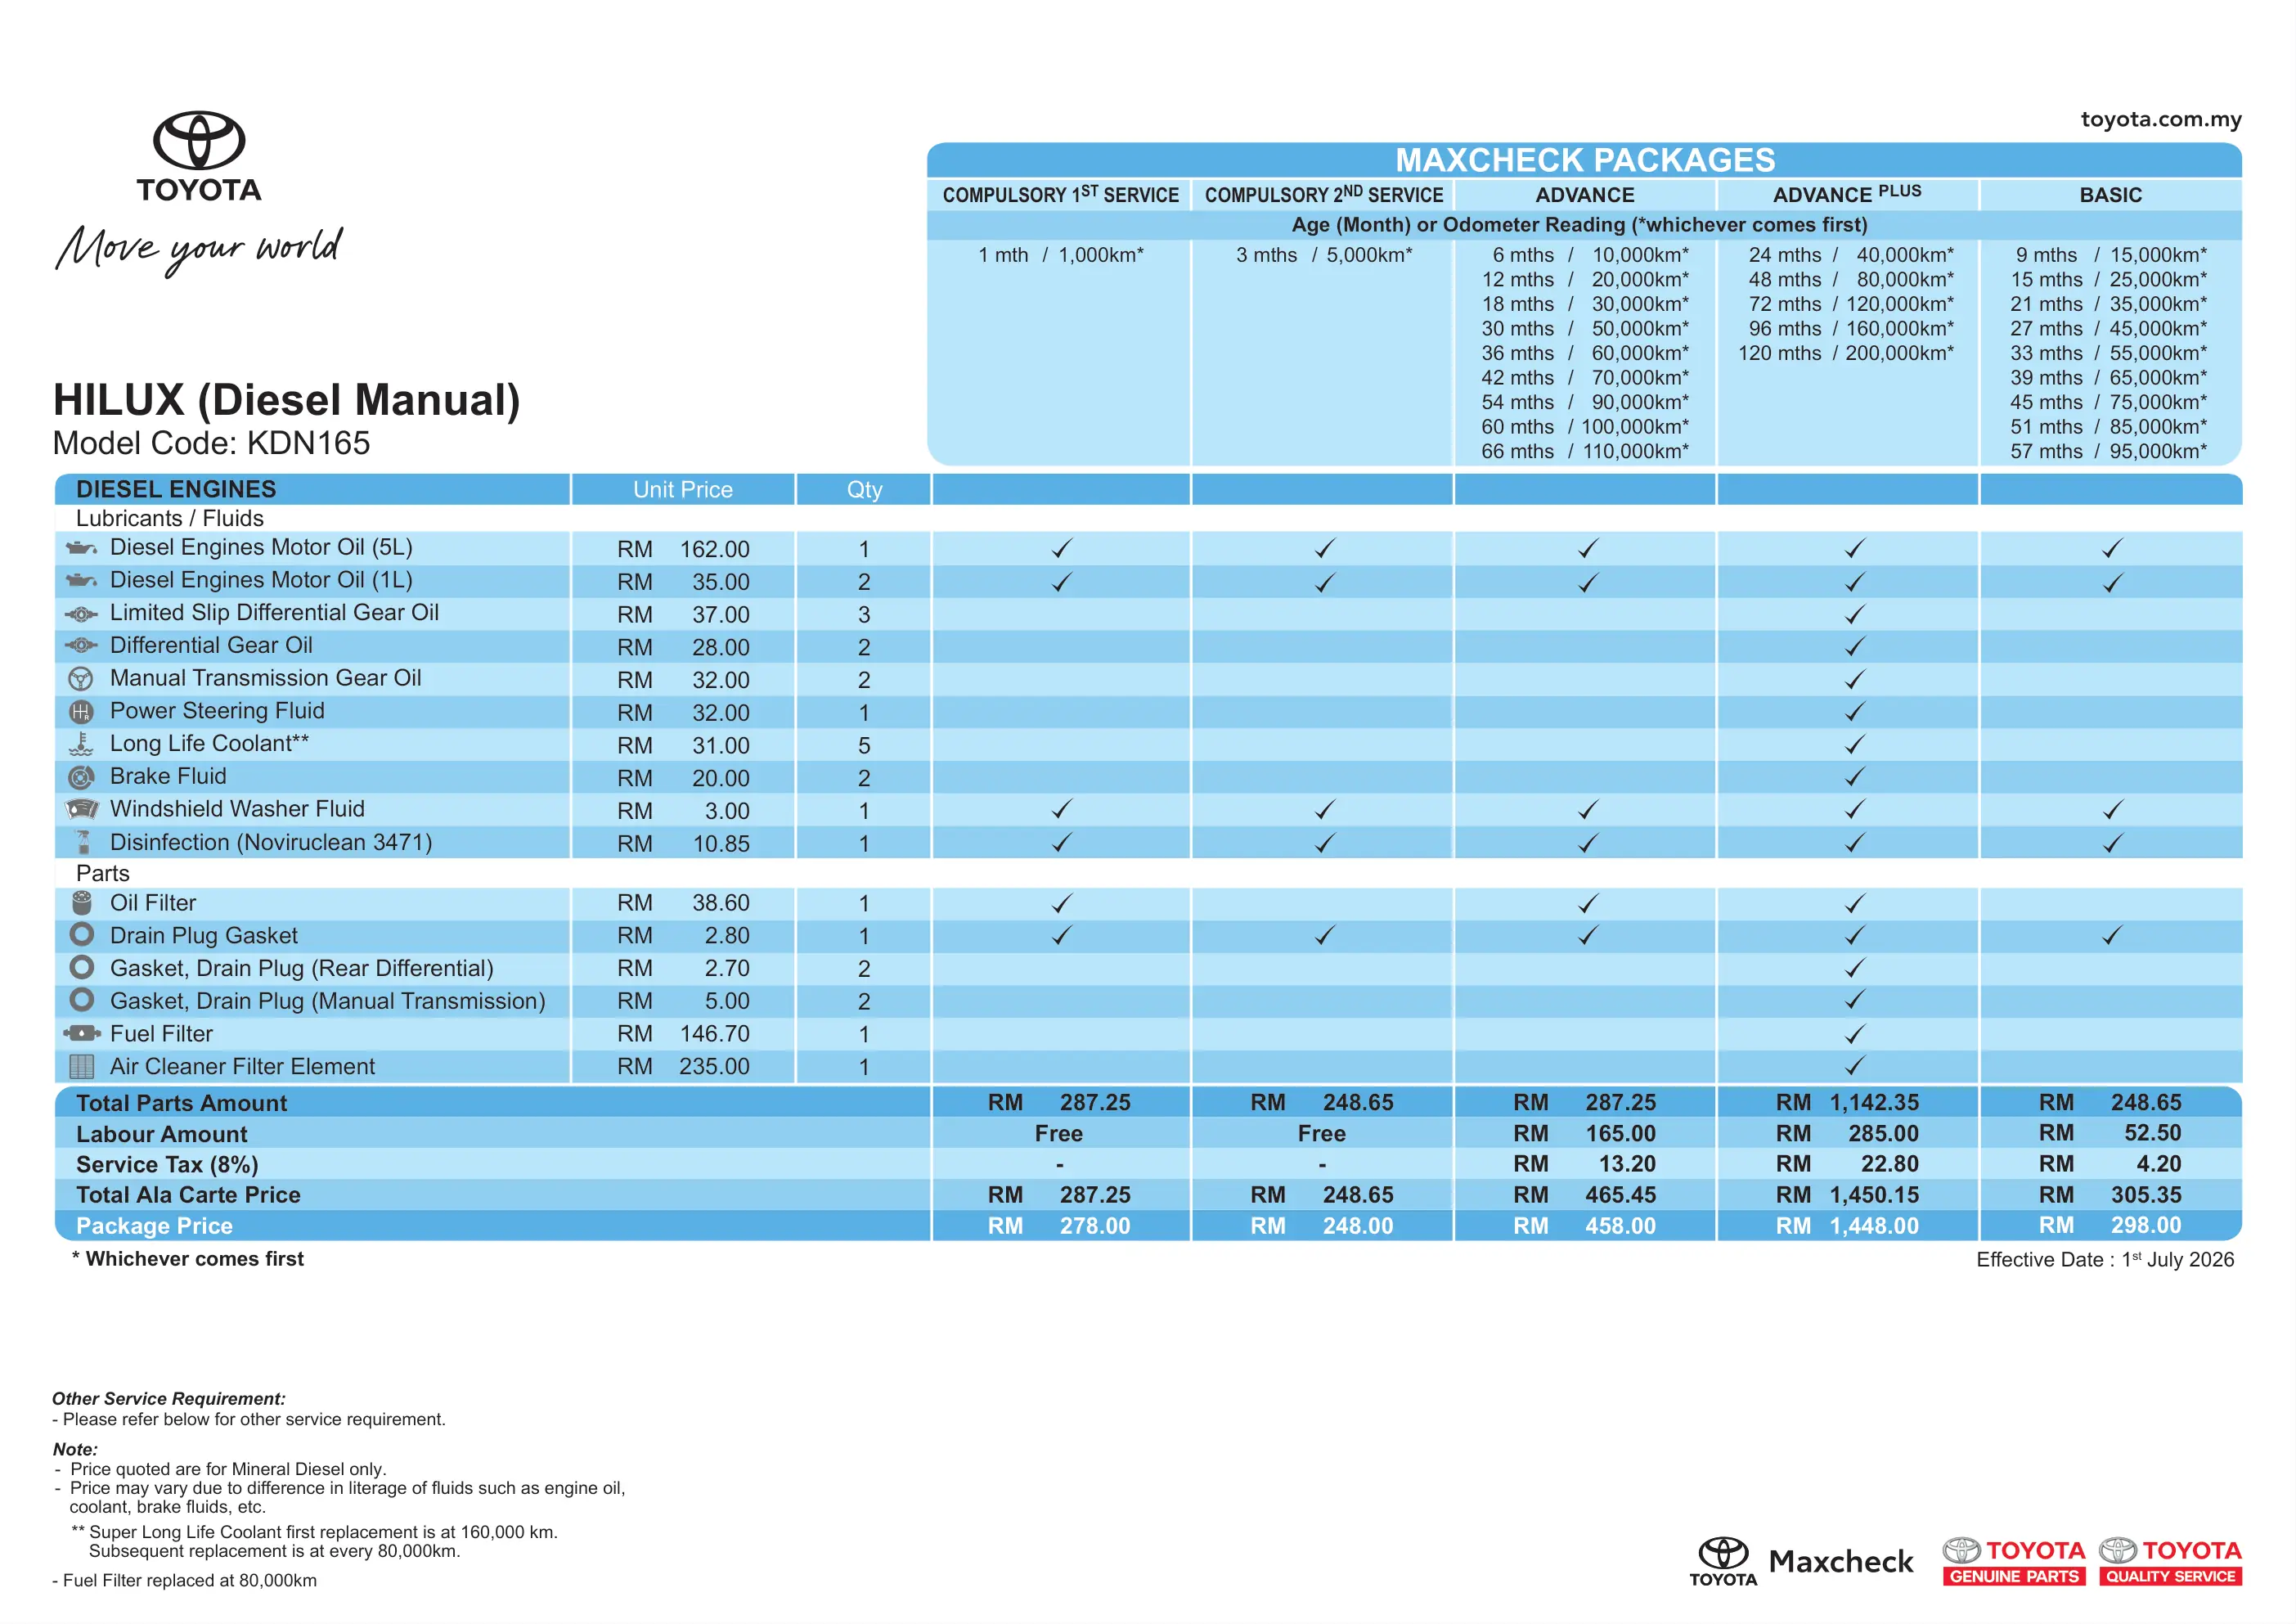 toyota.com.my
TOYOTA
Move your world
HILUX (Diesel Manual)
Model Code: KDN165
MAXCHECK PACKAGES
COMPULSORY 1ST SERVICE COMPULSORY 2ND SERVICE ADVANCE ADVANCE PLUS BASIC
Age (Month) or Odometer Reading (*whichever comes first)
1 mth / 1,000km* 3 mths / 5,000km* 6 mths / 10,000km* 24 mths / 40,000km* 9 mths / 15,000km*
12 mths / 20,000km* 48 mths / 80,000km* 15 mths / 25,000km*
18 mths / 30,000km* 72 mths / 120,000km* 21 mths / 35,000km*
30 mths / 50,000km* 96 mths / 160,000km* 27 mths / 45,000km*
36 mths / 60,000km* 120 mths / 200,000km* 33 mths / 55,000km*
42 mths / 70,000km* 39 mths / 65,000km*
54 mths / 90,000km* 45 mths / 75,000km*
60 mths / 100,000km* 51 mths / 85,000km*
66 mths / 110,000km* 57 mths / 95,000km*
DIESEL ENGINES Unit Price Qty
Lubricants / Fluids
Diesel Engines Motor Oil (5L) RM 162.00 1 ✓ ✓ ✓ ✓ ✓
Diesel Engines Motor Oil (1L) RM 35.00 2 ✓ ✓ ✓ ✓ ✓
Limited Slip Differential Gear Oil RM 37.00 3 ✓
Differential Gear Oil RM 28.00 2 ✓
Manual Transmission Gear Oil RM 32.00 2 ✓
Power Steering Fluid RM 32.00 1 ✓
Long Life Coolant** RM 31.00 5 ✓
Brake Fluid RM 20.00 2 ✓
Windshield Washer Fluid RM 3.00 1 ✓ ✓ ✓ ✓ ✓
Disinfection (Noviruclean 3471) RM 10.85 1 ✓ ✓ ✓ ✓ ✓
Parts
Oil Filter RM 38.60 1 ✓ ✓ ✓
Drain Plug Gasket RM 2.80 1 ✓ ✓ ✓ ✓ ✓
Gasket, Drain Plug (Rear Differential) RM 2.70 2 ✓
Gasket, Drain Plug (Manual Transmission) RM 5.00 2 ✓
Fuel Filter RM 146.70 1 ✓
Air Cleaner Filter Element RM 235.00 1 ✓
Total Parts Amount RM 287.25 RM 248.65 RM 287.25 RM 1,142.35 RM 248.65
Labour Amount Free Free RM 165.00 RM 285.00 RM 52.50
Service Tax (8%) - - RM 13.20 RM 22.80 RM 4.20
Total Ala Carte Price RM 287.25 RM 248.65 RM 465.45 RM 1,450.15 RM 305.35
Package Price RM 278.00 RM 248.00 RM 458.00 RM 1,448.00 RM 298.00
* Whichever comes first
Effective Date : 1st July 2026
Other Service Requirement:
- Please refer below for other service requirement.
Note:
- Price quoted are for Mineral Diesel only.
- Price may vary due to difference in literage of fluids such as engine oil,
coolant, brake fluids, etc.
** Super Long Life Coolant first replacement is at 160,000 km.
Subsequent replacement is at every 80,000km.
- Fuel Filter replaced at 80,000km
TOYOTA
Maxcheck
TOYOTA
GENUINE PARTS
TOYOTA
QUALITY SERVICE